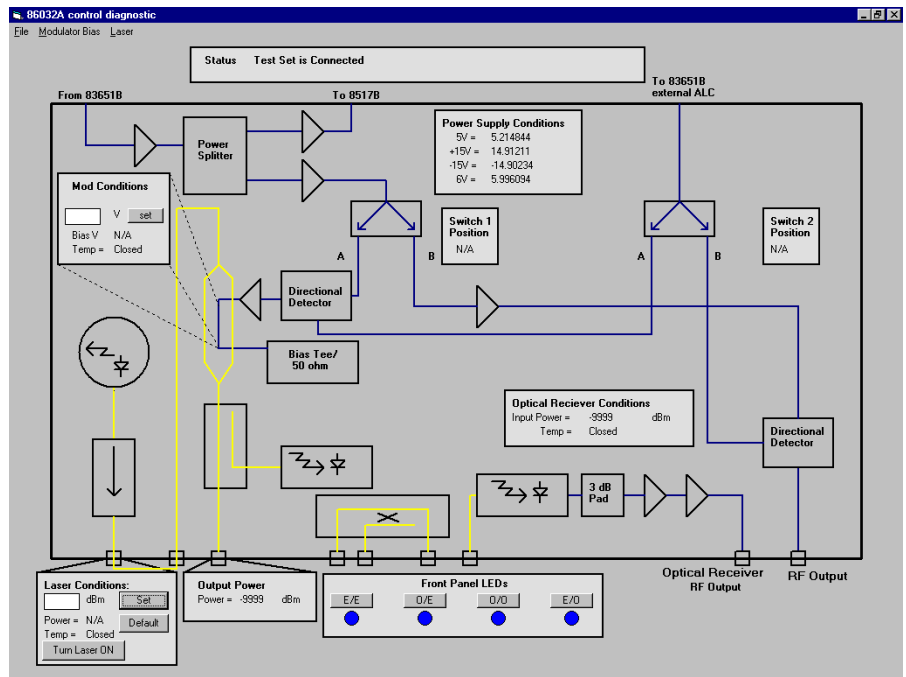 86032A control diagnostic
File Modulator Bias Laser
Status Test Set is Connected
From 83651B
To 8517B
To 83651B
external ALC
Power
Splitter
Power Supply Conditions
5V = 5.214844
+15V = 14.91211
-15V = -14.90234
6V = 5.996094
Mod Conditions
V set
Bias V N/A
Temp = Closed
Switch 1
Position
N/A
Switch 2
Position
N/A
A
B
A
B
Directional
Detector
Bias Tee/
50 ohm
Optical Reciever Conditions
Input Power = -9999 dBm
Temp = Closed
Directional
Detector
3 dB
Pad
Optical Receiver
RF Output
RF Output
Laser Conditions:
dBm Set
Power = N/A Default
Temp = Closed
Turn Laser ON
Output Power
Power = -9999 dBm
Front Panel LEDs
E/E O/E O/O E/O